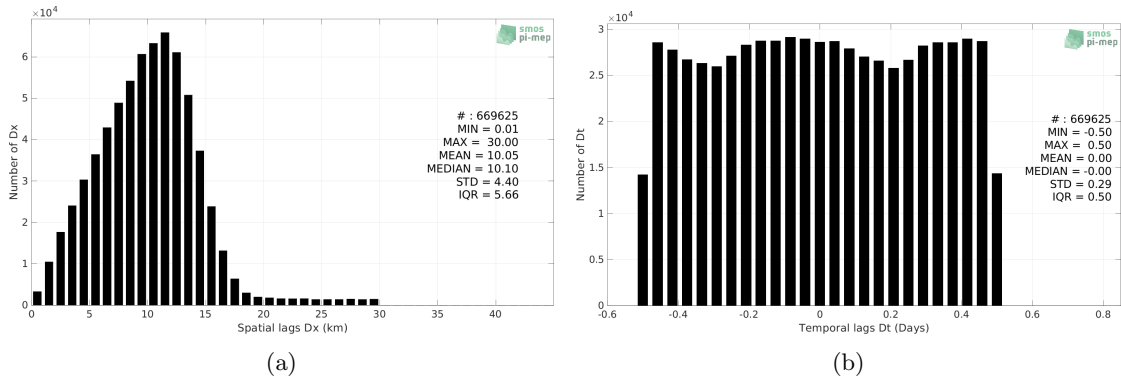 ×10⁴
6
5
4
3
2
1
0
0 5 10 15 20 25 30 35 40
Number of Dx
Spatial lags Dx (km)
smos
pi-mep
# : 669625
MIN = 0.01
MAX = 30.00
MEAN = 10.05
MEDIAN = 10.10
STD = 4.40
IQR = 5.66
(a)
×10⁴
3
2.5
2
1.5
1
0.5
0
-0.6 -0.4 -0.2 0 0.2 0.4 0.6 0.8
Number of Dt
Temporal lags Dt (Days)
smos
pi-mep
# : 669625
MIN = -0.50
MAX = 0.50
MEAN = 0.00
MEDIAN = -0.00
STD = 0.29
IQR = 0.50
(b)